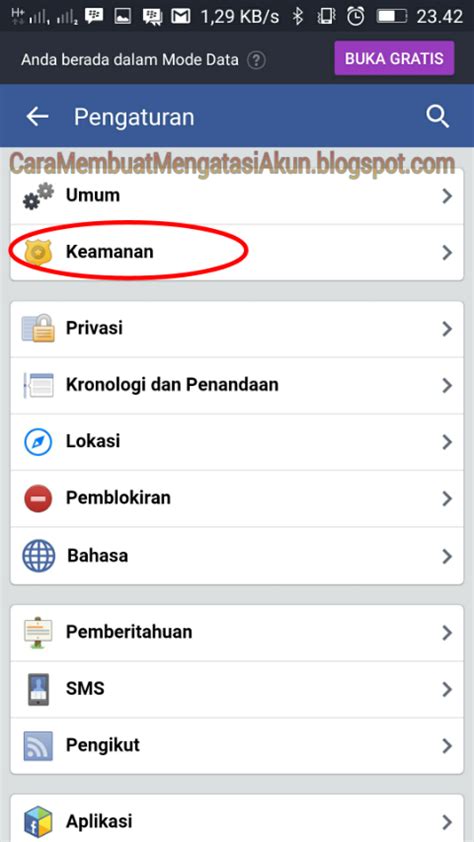 H+ 1,29 KB/s 23.42
Anda berada dalam Mode Data ? BUKA GRATIS
Pengaturan
CaraMembuatMengatasiAkun.blogspot.com
Umum
Keamanan
Privasi
Kronologi dan Penandaan
Lokasi
Pemblokiran
Bahasa
Pemberitahuan
SMS
Pengikut
Aplikasi